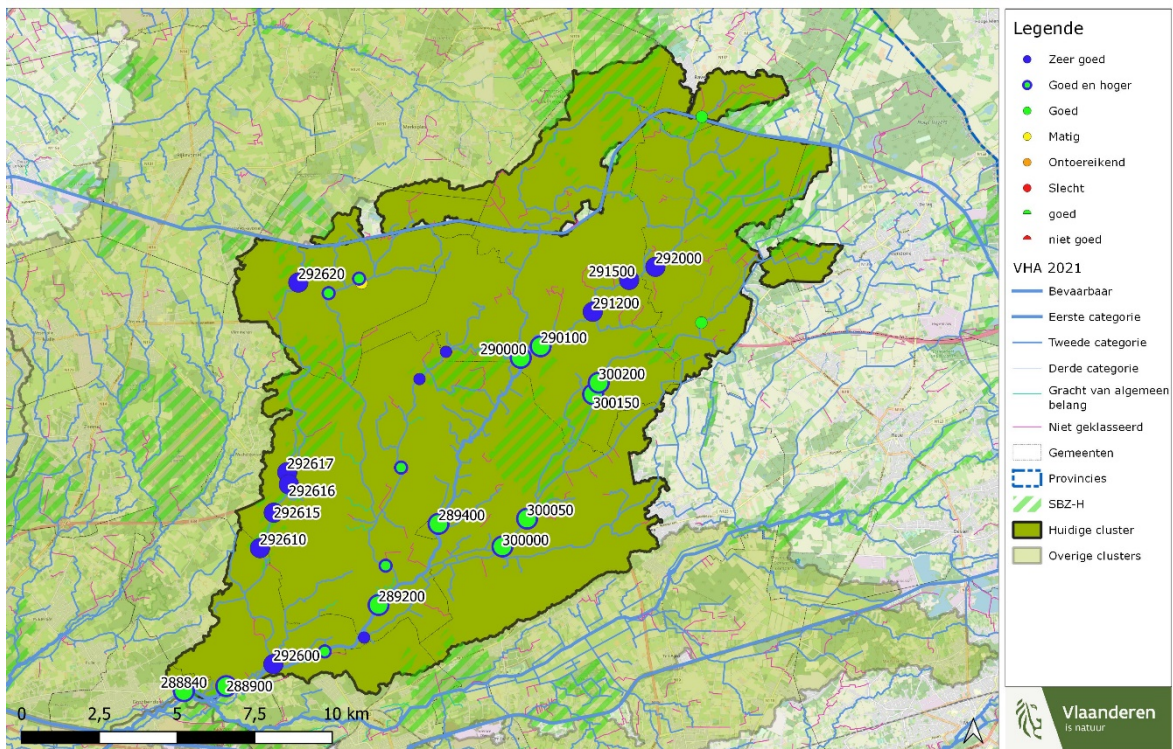 292620
292000
291500
291200
290100
290000
300200
300150
292617
292616
292615
292610
289400
300050
300000
289200
292600
288840
288900
0 2,5 5 7,5 10 km
Legende
Zeer goed
Goed en hoger
Goed
Matig
Ontoereikend
Slecht
goed
niet goed
VHA 2021
Bevaarbaar
Eerste categorie
Tweede categorie
Derde categorie
Gracht van algemeen
belang
Niet geklasseerd
Gemeenten
Provincies
SBZ-H
Huidige cluster
Overige clusters
Vlaanderen
is natuur